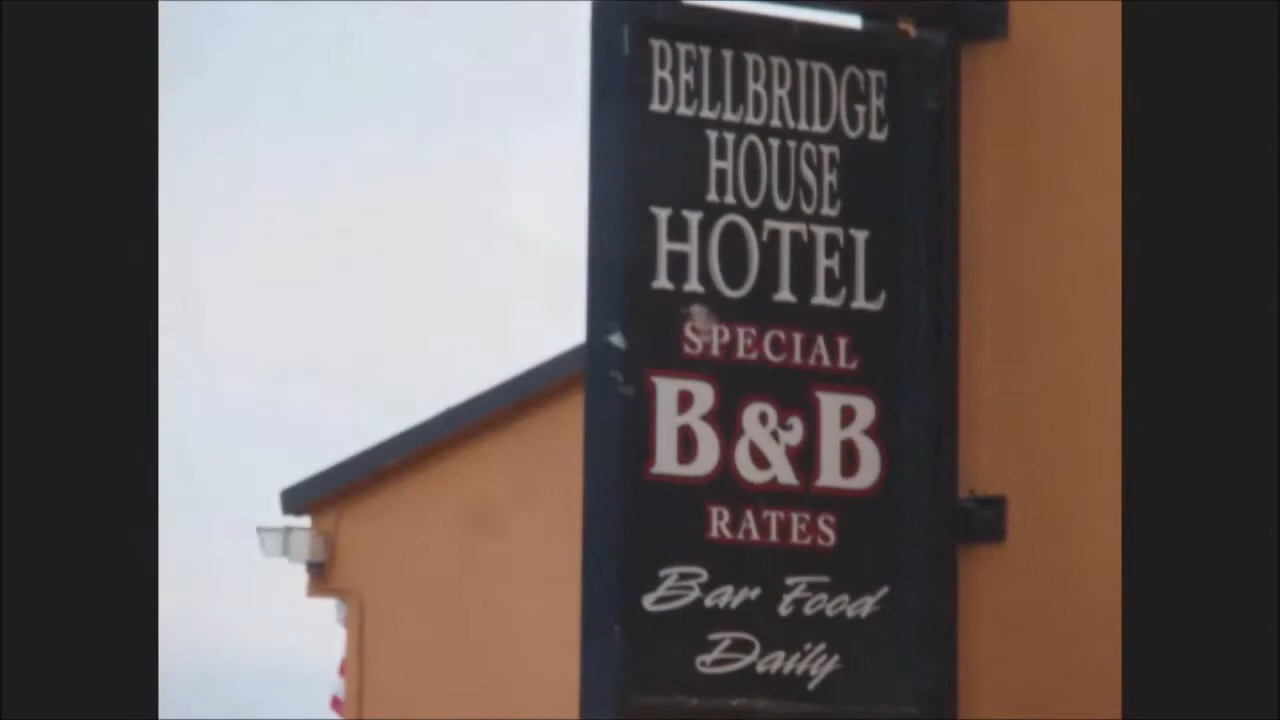 BELLBRIDGE
HOUSE
HOTEL
SPECIAL
B&B
RATES
Bar Food
Daily